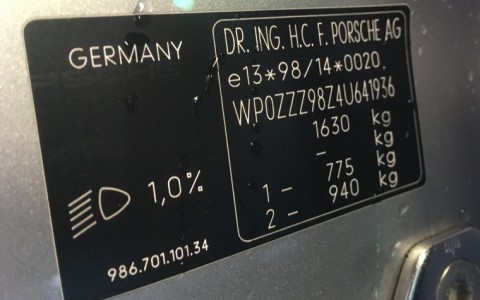 GERMANY
1,0%
986.701.101.34
DR. ING. H.C. F. PORSCHE AG
e13*98/14*0020
WP0ZZZ98Z4U641936
1630 kg
– kg
1 – 775 kg
2 – 940 kg